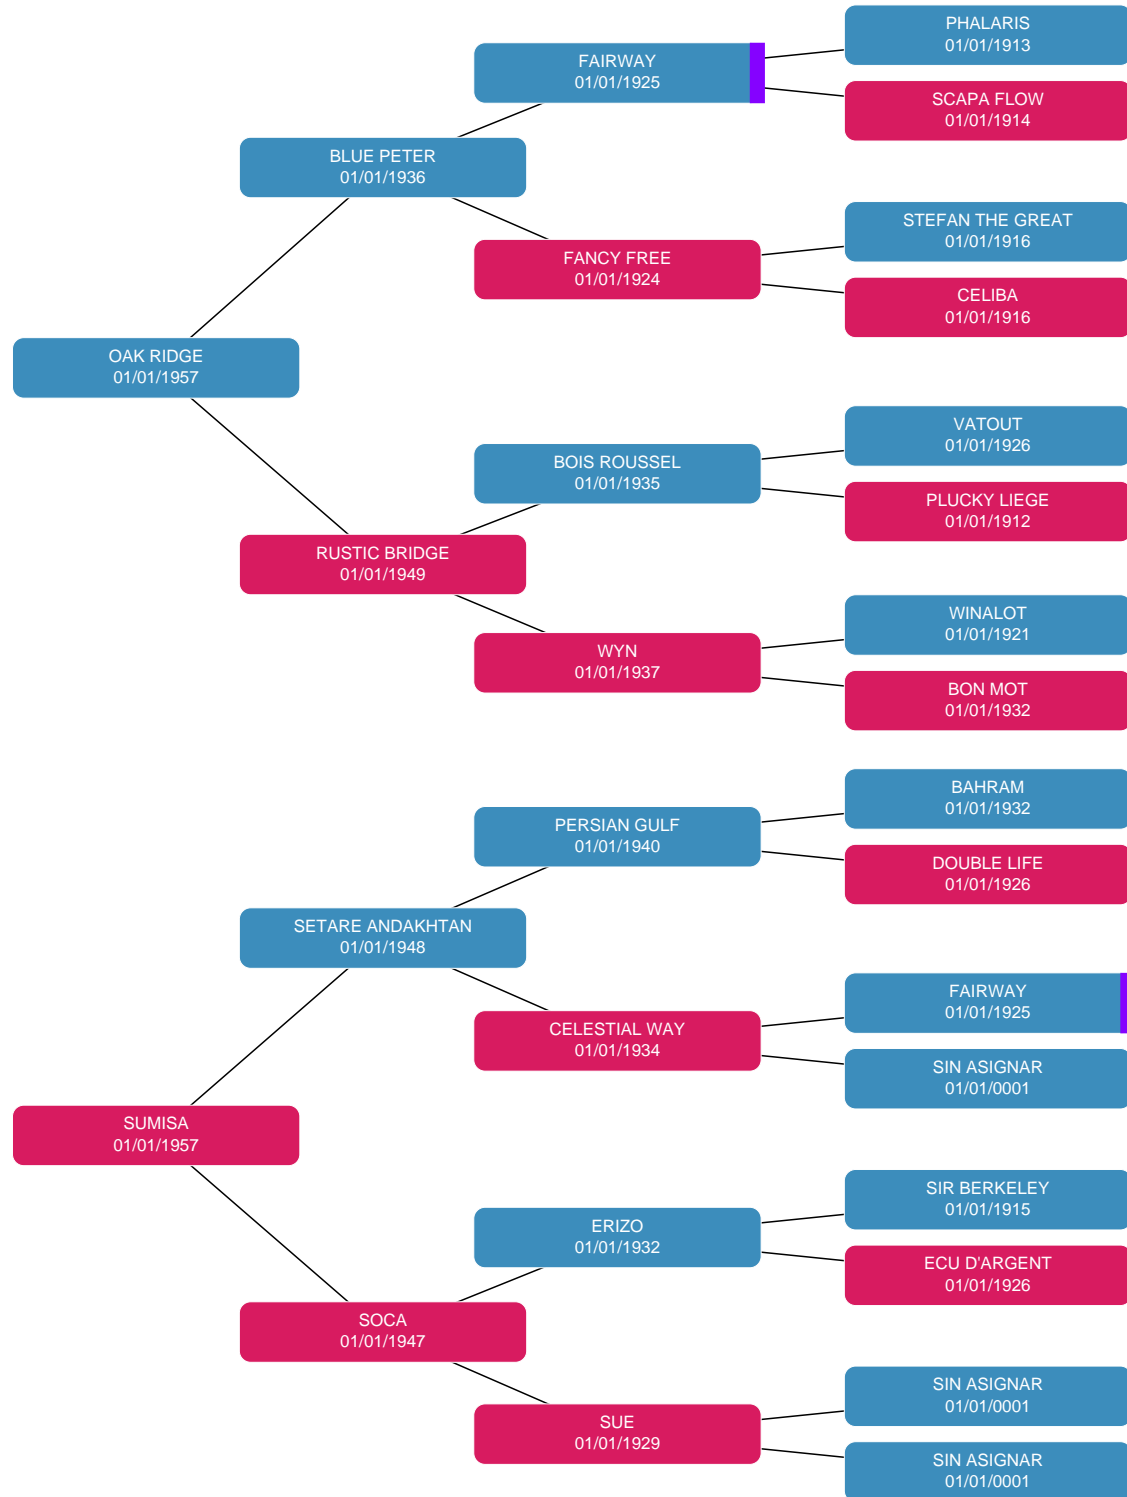 PHALARIS
01/01/1913
FAIRWAY
01/01/1925
SCAPA FLOW
01/01/1914
BLUE PETER
01/01/1936
STEFAN THE GREAT
01/01/1916
FANCY FREE
01/01/1924
CELIBA
01/01/1916
OAK RIDGE
01/01/1957
VATOUT
01/01/1926
BOIS ROUSSEL
01/01/1935
PLUCKY LIEGE
01/01/1912
RUSTIC BRIDGE
01/01/1949
WINALOT
01/01/1921
WYN
01/01/1937
BON MOT
01/01/1932
BAHRAM
01/01/1932
PERSIAN GULF
01/01/1940
DOUBLE LIFE
01/01/1926
SETARE ANDAKHTAN
01/01/1948
FAIRWAY
01/01/1925
CELESTIAL WAY
01/01/1934
SIN ASIGNAR
01/01/0001
SUMISA
01/01/1957
SIR BERKELEY
01/01/1915
ERIZO
01/01/1932
ECU D'ARGENT
01/01/1926
SOCA
01/01/1947
SIN ASIGNAR
01/01/0001
SUE
01/01/1929
SIN ASIGNAR
01/01/0001